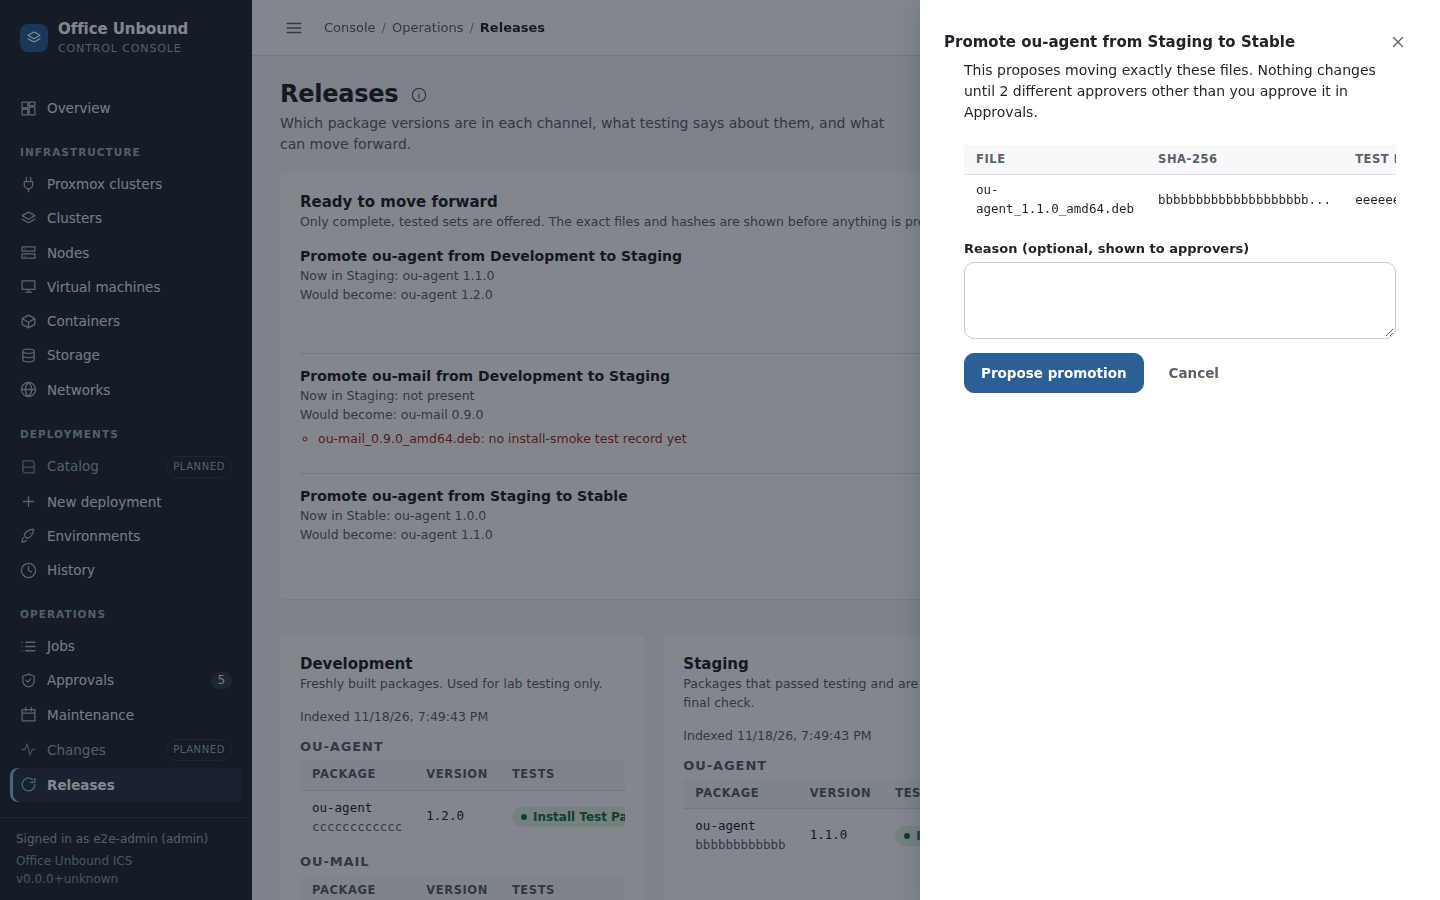 Office Unbound
CONTROL CONSOLE
Overview
INFRASTRUCTURE
Proxmox clusters
Clusters
Nodes
Virtual machines
Containers
Storage
Networks
DEPLOYMENTS
Catalog PLANNED
New deployment
Environments
History
OPERATIONS
Jobs
Approvals 5
Maintenance
Changes PLANNED
Releases
Signed in as e2e-admin (admin)
Office Unbound ICS
v0.0.0+unknown
Console / Operations / Releases
Releases
Which package versions are in each channel, what testing says about them, and what
can move forward.
Ready to move forward
Only complete, tested sets are offered. The exact files and hashes are shown before anything is pro
Promote ou-agent from Development to Staging
Now in Staging: ou-agent 1.1.0
Would become: ou-agent 1.2.0
Promote ou-mail from Development to Staging
Now in Staging: not present
Would become: ou-mail 0.9.0
ou-mail_0.9.0_amd64.deb: no install-smoke test record yet
Promote ou-agent from Staging to Stable
Now in Stable: ou-agent 1.0.0
Would become: ou-agent 1.1.0
Development
Freshly built packages. Used for lab testing only.
Indexed 11/18/26, 7:49:43 PM
OU-AGENT
PACKAGE VERSION TESTS
ou-agent
cccccccccccc
1.2.0
Install Test Pa
OU-MAIL
PACKAGE VERSION TESTS
Staging
Packages that passed testing and are
final check.
Indexed 11/18/26, 7:49:43 PM
OU-AGENT
PACKAGE VERSION TES
ou-agent
bbbbbbbbbbbb
1.1.0
Promote ou-agent from Staging to Stable
This proposes moving exactly these files. Nothing changes
until 2 different approvers other than you approve it in
Approvals.
FILE SHA-256 TEST
ou-
agent_1.1.0_amd64.deb
bbbbbbbbbbbbbbbbbbbb...
eeeeee
Reason (optional, shown to approvers)
Propose promotion
Cancel